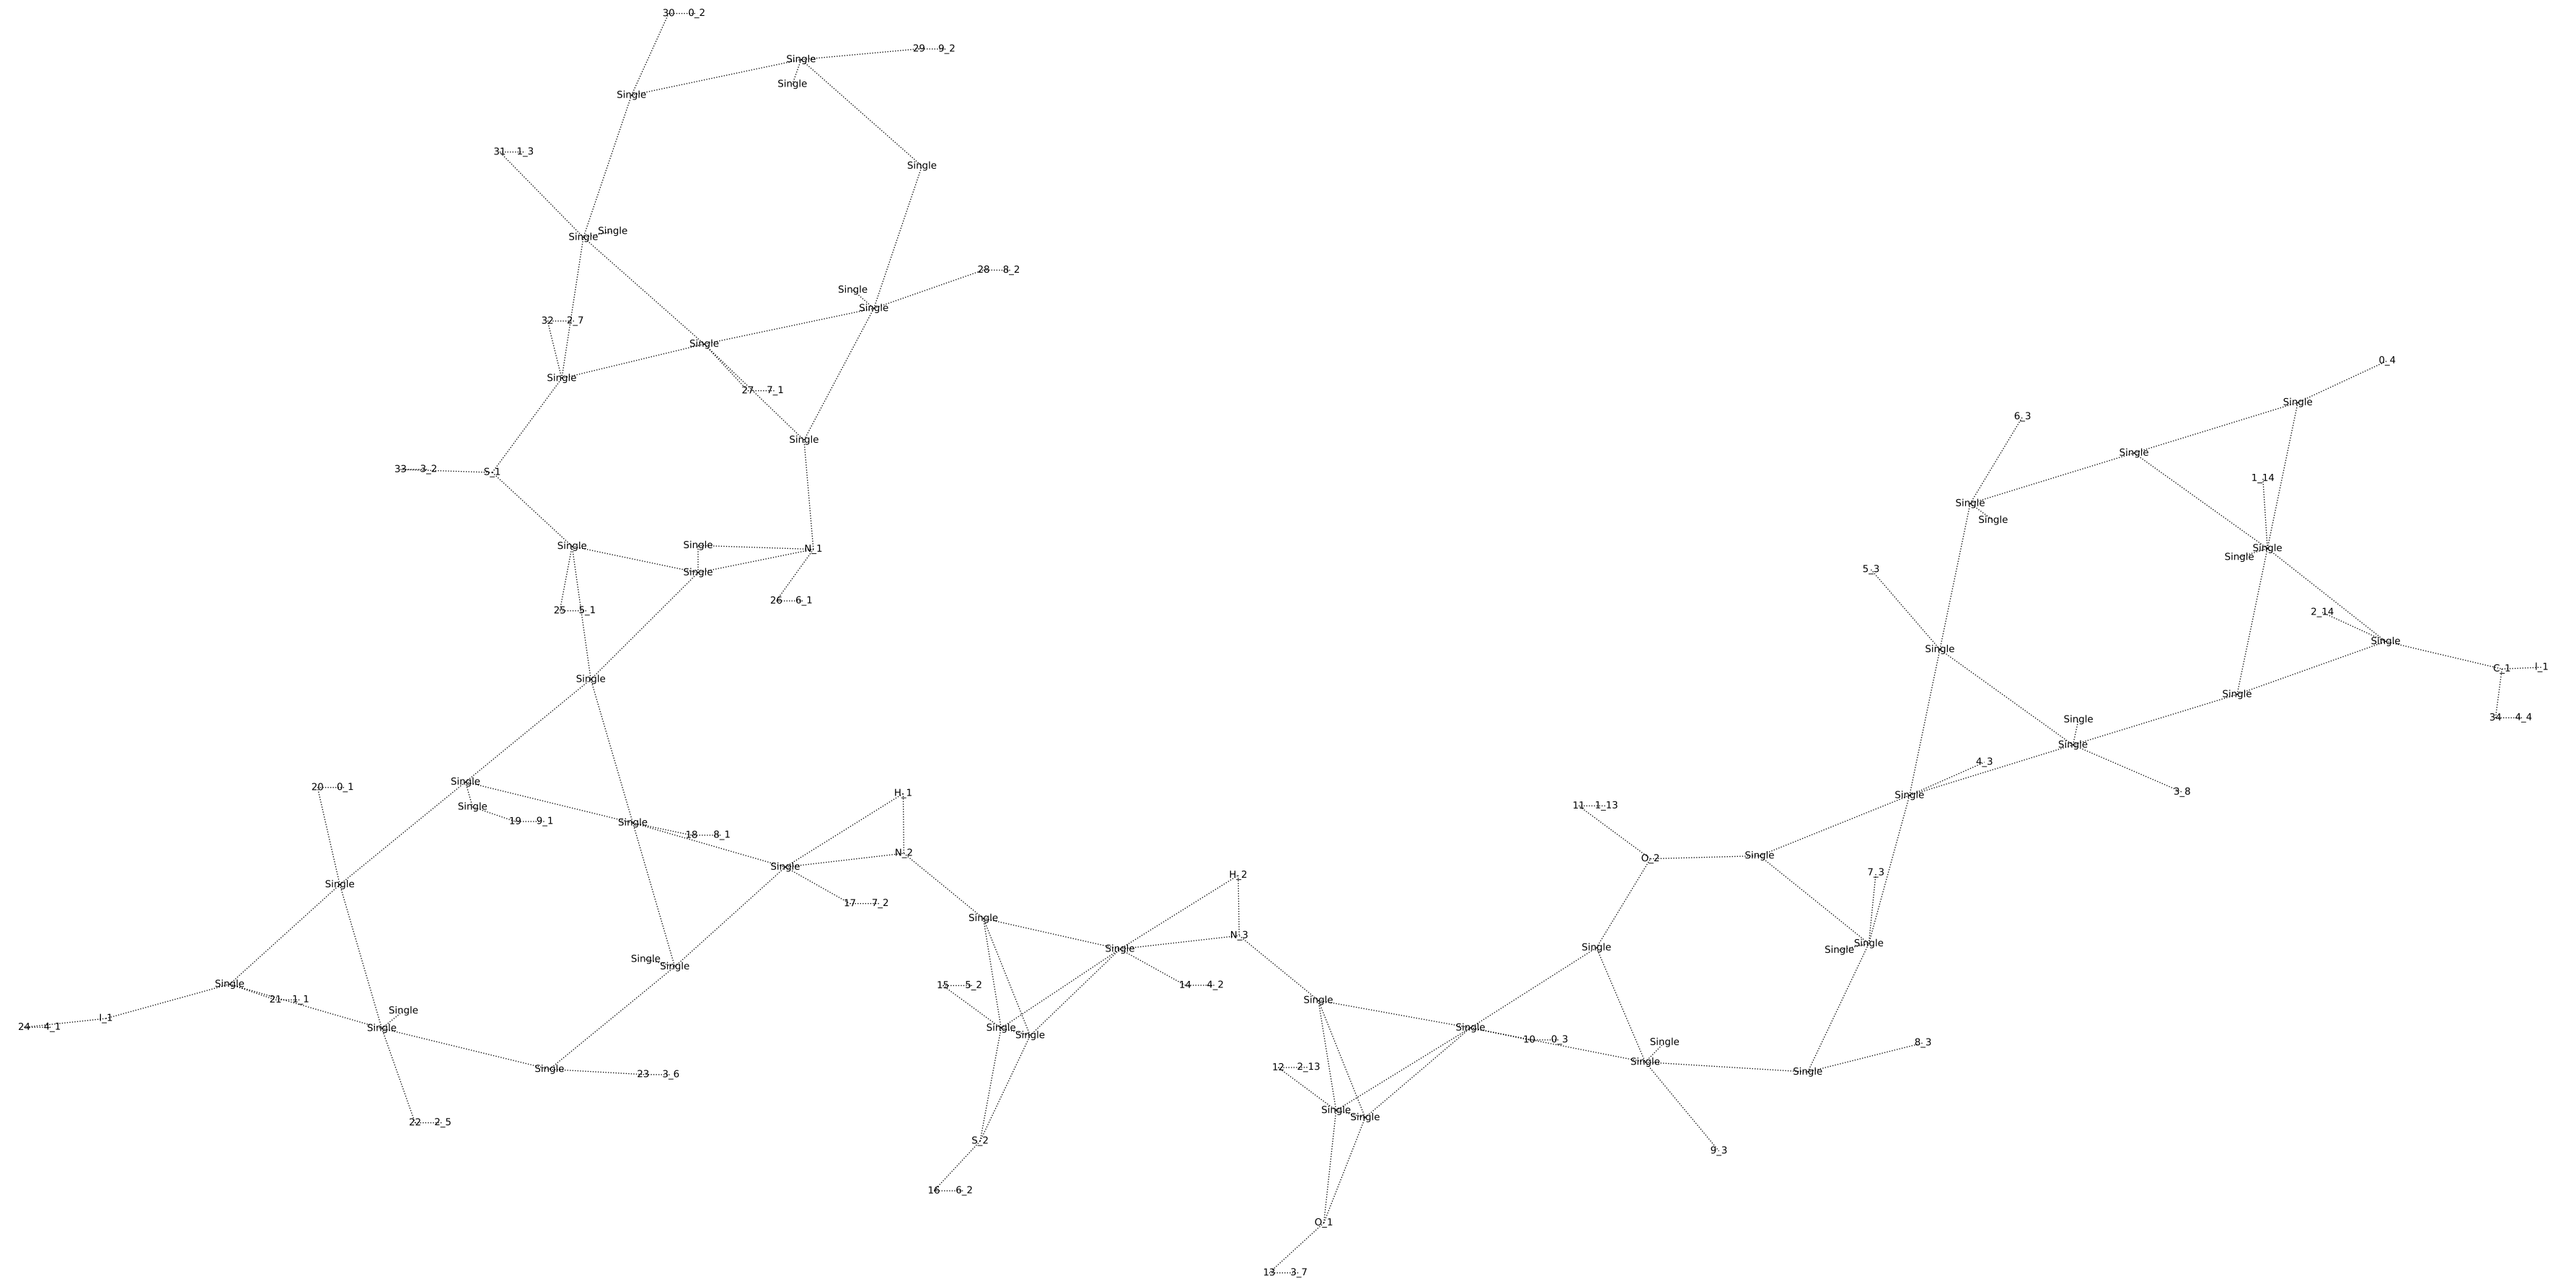 30 0_2
29 9_2
Single
Single
Single
31 1_3
Single
Single
Single
28 8_2
Single
Single
32 2_7
Single
0_4
Single
27 7_1
Single
6_3
Single
Single
33 3_2
S_1
1_14
Single
Single
Single
Single
N_1
Single
Single
Single
5_3
Single
26 6_1
25 5_1
2_14
Single
Single
C_1 I_1
Single
Single
34 4_4
Single
Single
4_3
Single
20 0_1
3_8
H_1
Single
Single
11 1_13
19 9_1
Single
18 8_1
N_2
Single
O_2
Single
7_3
H_2
Single
17 7_2
Single
N_3
Single
Single
Single
Single
Single
Single
Single
15 5_2
14 4_2
21 1_1
Single
Single
I_1
24 4_1
Single
Single
Single
Single
10 0_3
Single
8_3
Single
Single
12 2_13
Single
23 3_6
Single
Single
22 2_5
S_2
9_3
16 6_2
O_1
13 3_7